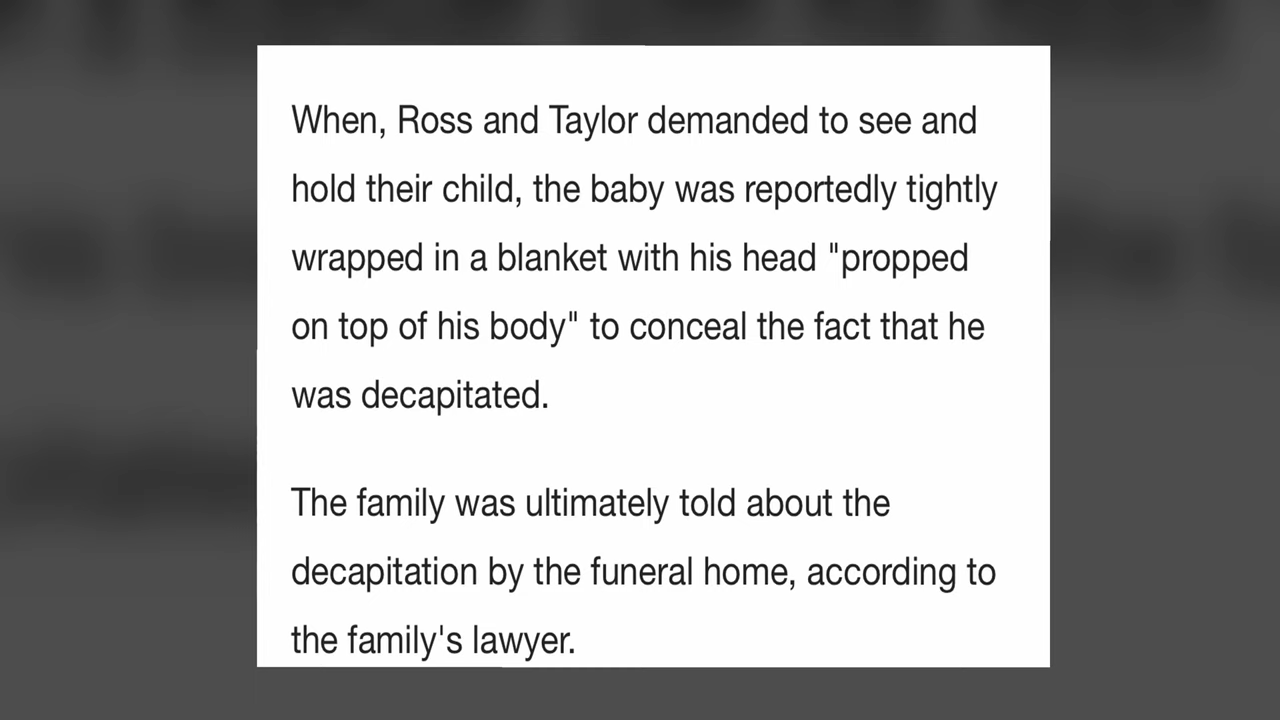 When, Ross and Taylor demanded to see and
hold their child, the baby was reportedly tightly
wrapped in a blanket with his head "propped
on top of his body" to conceal the fact that he
was decapitated.
The family was ultimately told about the
decapitation by the funeral home, according to
the family's lawyer.